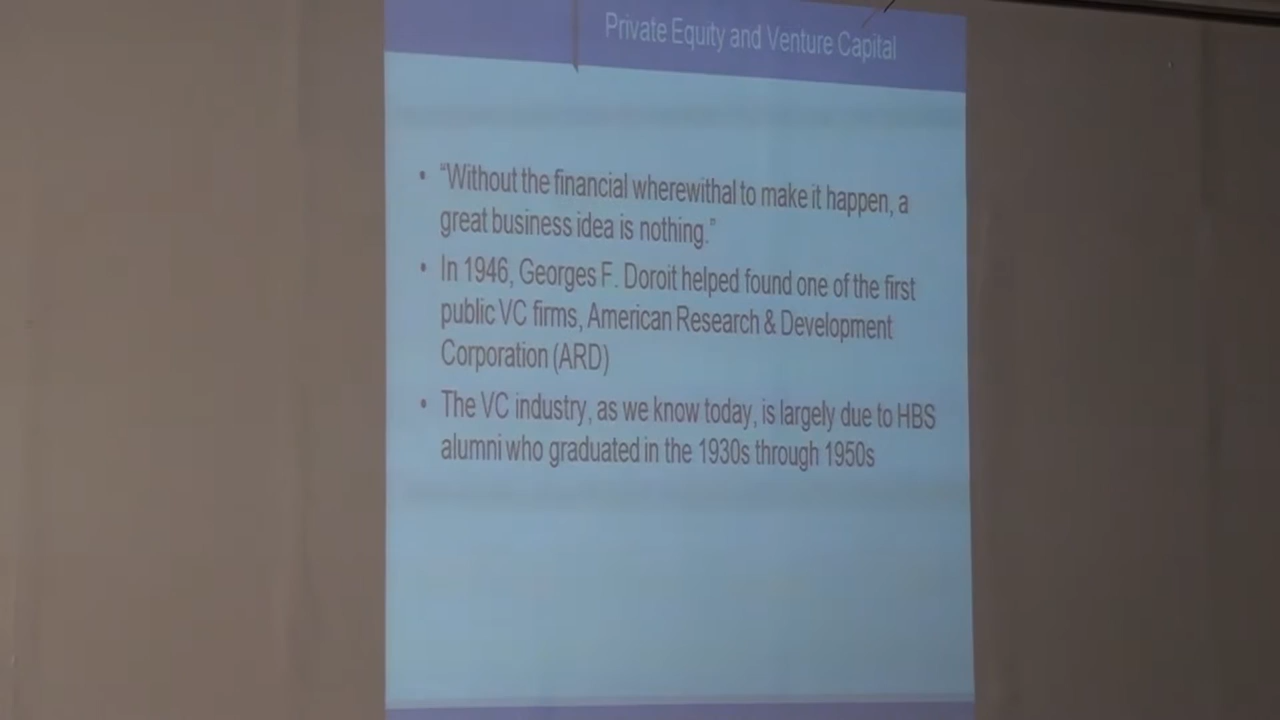 Private Equity and Venture Capital
• "Without the financial wherewithal to make it happen, a
great business idea is nothing."
• In 1946, Georges F. Doroit helped found one of the first
public VC firms, American Research & Development
Corporation (ARD)
• The VC industry, as we know today, is largely due to HBS
alumni who graduated in the 1930s through 1950s